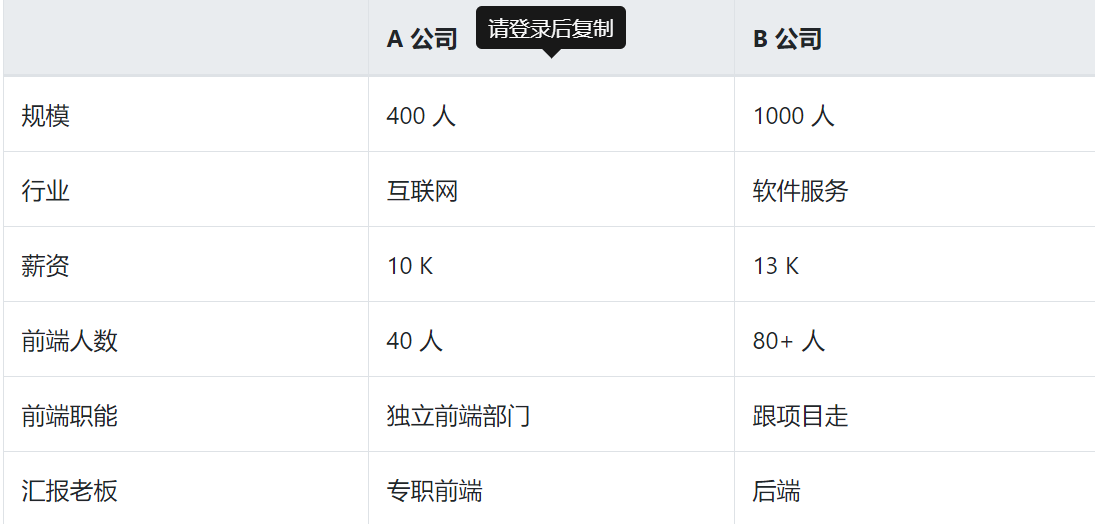 请登录后复制
A 公司 B 公司
规模 400 人 1000 人
行业 互联网 软件服务
薪资 10 K 13 K
前端人数 40 人 80+ 人
前端职能 独立前端部门 跟项目走
汇报老板 专职前端 后端